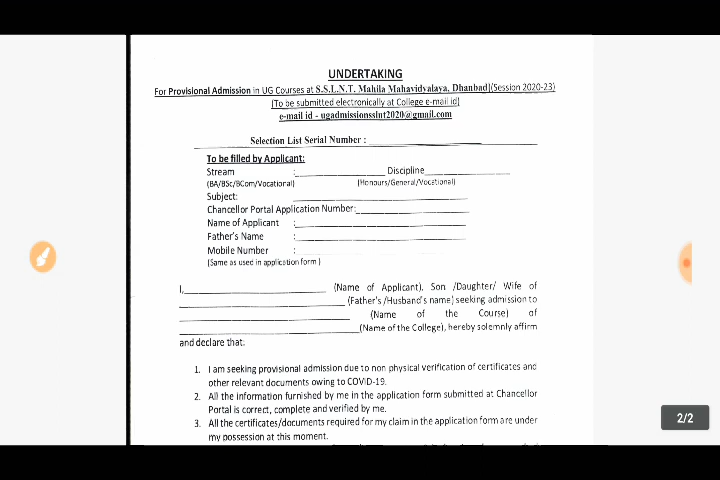 UNDERTAKING
For Provisional Admission in UG Courses at S.S.L.N.T. Mahila Mahavidyalaya, Dhanbad|(Session 2020-23)
(To be submitted electronically at College e-mail id)
e-mail id - ugadmissionsslnt2020@gmail.com
Selection List Serial Number :
To be filled by Applicant:
Stream : Discipline
(BA/BSc/BCom/Vocational) (Honours/General/Vocational)
Subject:
Chancellor Portal Application Number:
Name of Applicant :
Father's Name :
Mobile Number :
(Same as used in application form )
I, (Name of Applicant), Son /Daughter/ Wife of
(Father's /Husband's name) seeking admission to
(Name of the Course) of
(Name of the College), hereby solemnly affirm
and declare that:
1. I am seeking provisional admission due to non physical verification of certificates and
other relevant documents owing to COVID-19.
2. All the information furnished by me in the application form submitted at Chancellor
Portal is correct, complete and verified by me.
3. All the certificates/documents required for my claim in the application form are under
my possession at this moment.
2/2